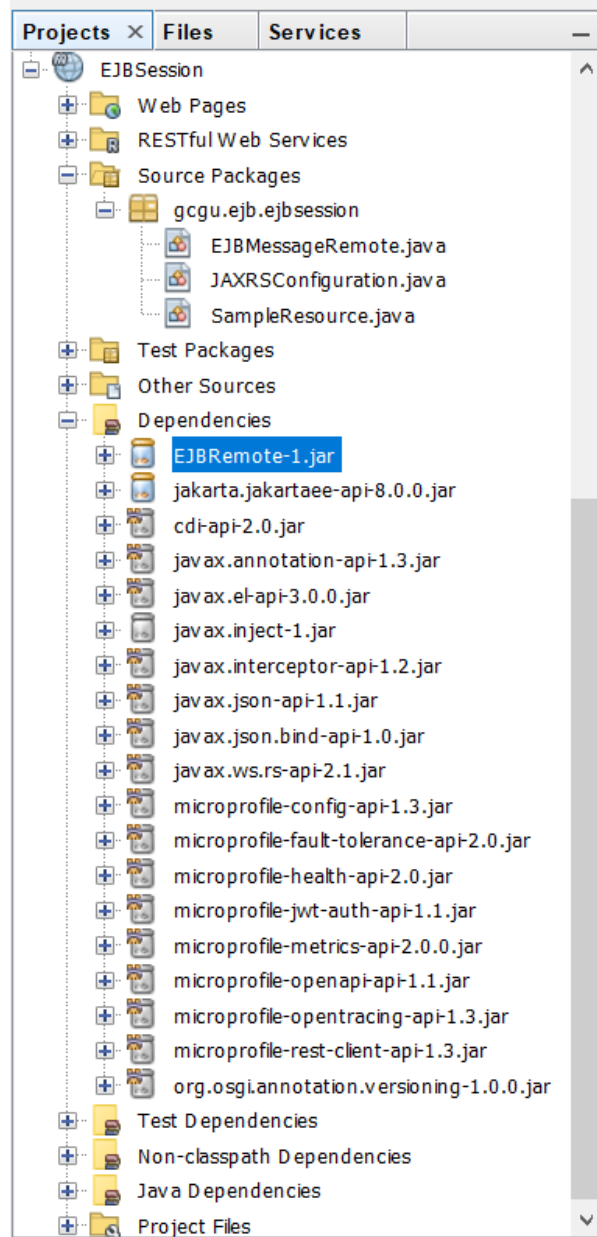 Projects Files Services
EJBSession
Web Pages
RESTful Web Services
Source Packages
gcgu.ejb.ejbsession
EJBMessageRemote.java
JAXRSConfiguration.java
SampleResource.java
Test Packages
Other Sources
Dependencies
EJBRemote-1.jar
jakarta.jakartaee-api-8.0.0.jar
cdi-api-2.0.jar
javax.annotation-api-1.3.jar
javax.el-api-3.0.0.jar
javax.inject-1.jar
javax.interceptor-api-1.2.jar
javax.json-api-1.1.jar
javax.json.bind-api-1.0.jar
javax.ws.rs-api-2.1.jar
microprofile-config-api-1.3.jar
microprofile-fault-tolerance-api-2.0.jar
microprofile-health-api-2.0.jar
microprofile-jwt-auth-api-1.1.jar
microprofile-metrics-api-2.0.0.jar
microprofile-openapi-api-1.1.jar
microprofile-opentracing-api-1.3.jar
microprofile-rest-client-api-1.3.jar
org.osgi.annotation.versioning-1.0.0.jar
Test Dependencies
Non-classpath Dependencies
Java Dependencies
Project Files